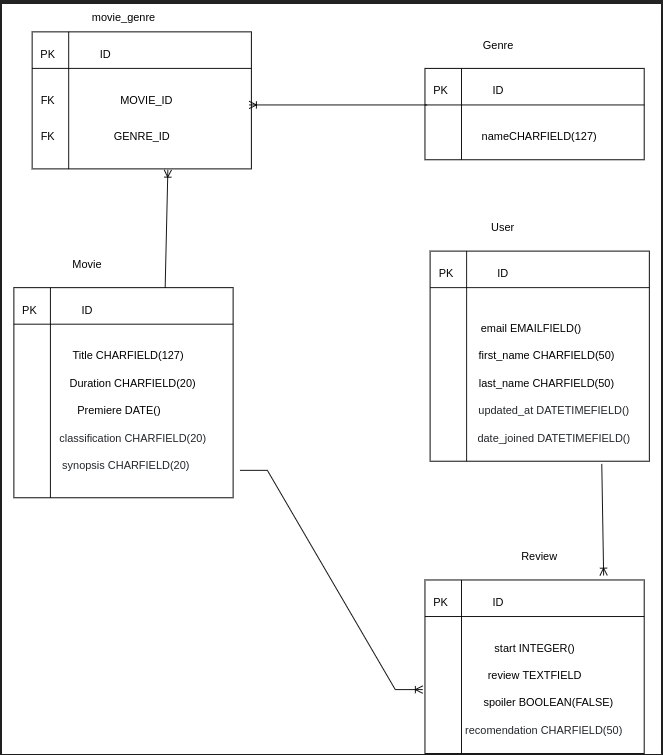 movie_genre
PK ID
FK MOVIE_ID
FK GENRE_ID
Genre
PK ID
nameCHARFIELD(127)
User
PK ID
email EMAILFIELD()
first_name CHARFIELD(50)
last_name CHARFIELD(50)
updated_at DATETIMEFIELD()
date_joined DATETIMEFIELD()
Movie
PK ID
Title CHARFIELD(127)
Duration CHARFIELD(20)
Premiere DATE()
classification CHARFIELD(20)
synopsis CHARFIELD(20)
Review
PK ID
start INTEGER()
review TEXTFIELD
spoiler BOOLEAN(FALSE)
recomendation CHARFIELD(50)